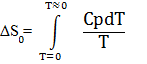 ΔS₀= ∫_{T=0}^{T≈0} CpdT/T